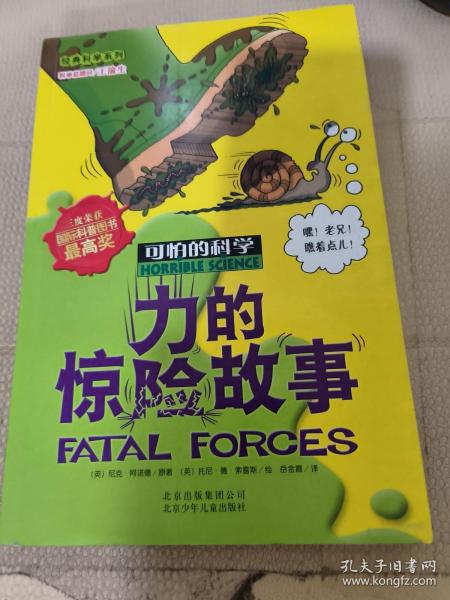 经典科学系列
权威总顾问 王渝生
三度荣获
国际科普图书
最高奖
嘿！老兄！
瞧着点儿！
可怕的科学
HORRIBLE SCIENCE
力的
惊险故事
FATAL FORCES
（英）尼克·阿诺德/原著 （英）托尼·德·索雷斯/绘 岳金霞/译
北京出版集团公司
北京少年儿童出版社
孔夫子旧书网
www.kongfz.com